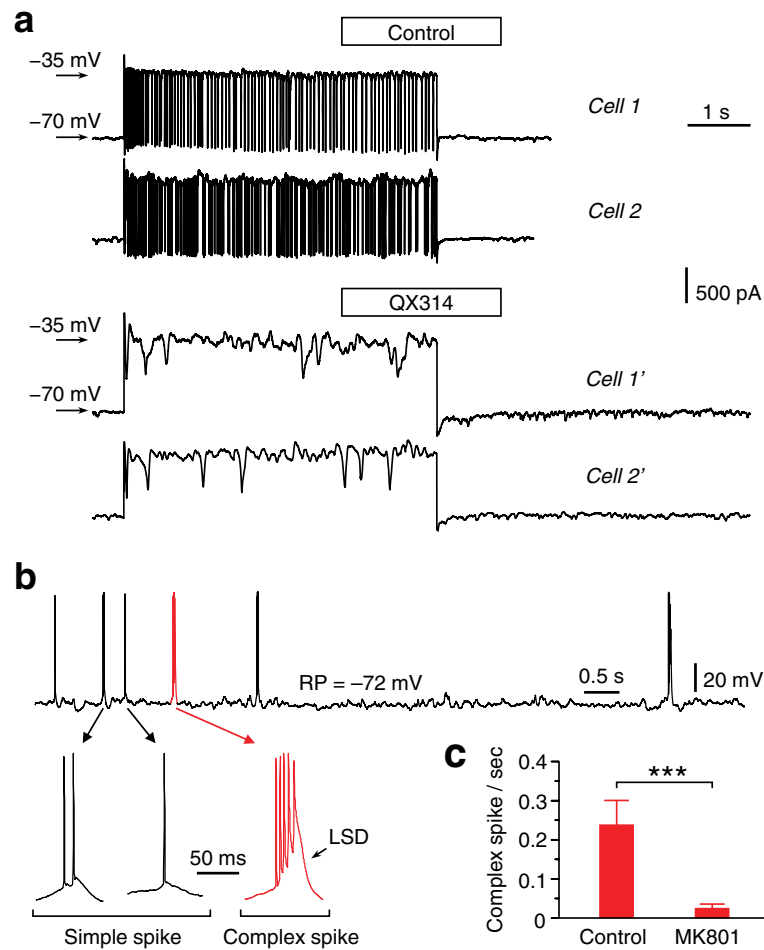 a
Control
−35 mV
−70 mV
Cell 1
1 s
Cell 2
500 pA
QX314
−35 mV
−70 mV
Cell 1'
Cell 2'
b
RP = −72 mV
0.5 s
20 mV
LSD
50 ms
Simple spike
Complex spike
c
Complex spike / sec
0.4
0.3
0.2
0.1
0
***
Control
MK801